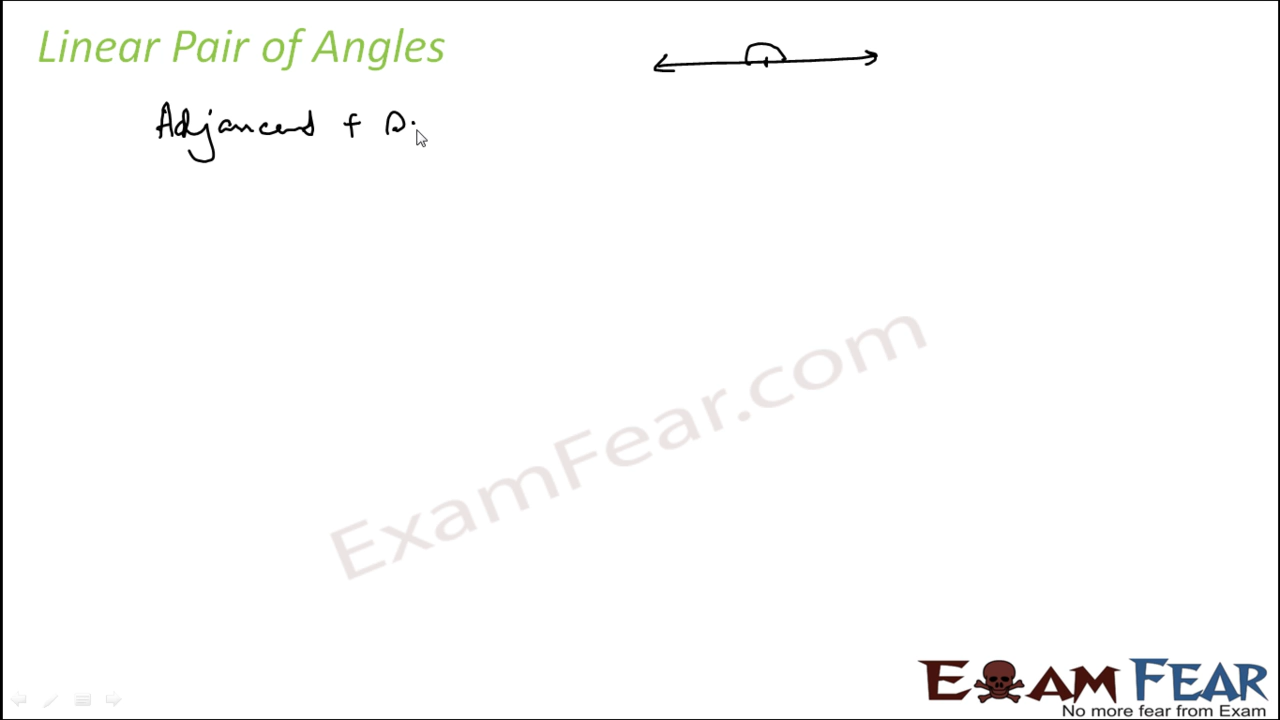 Linear Pair of Angles
Adjancent +
ExamFear.com
EXAM FEAR
No more fear from Exam